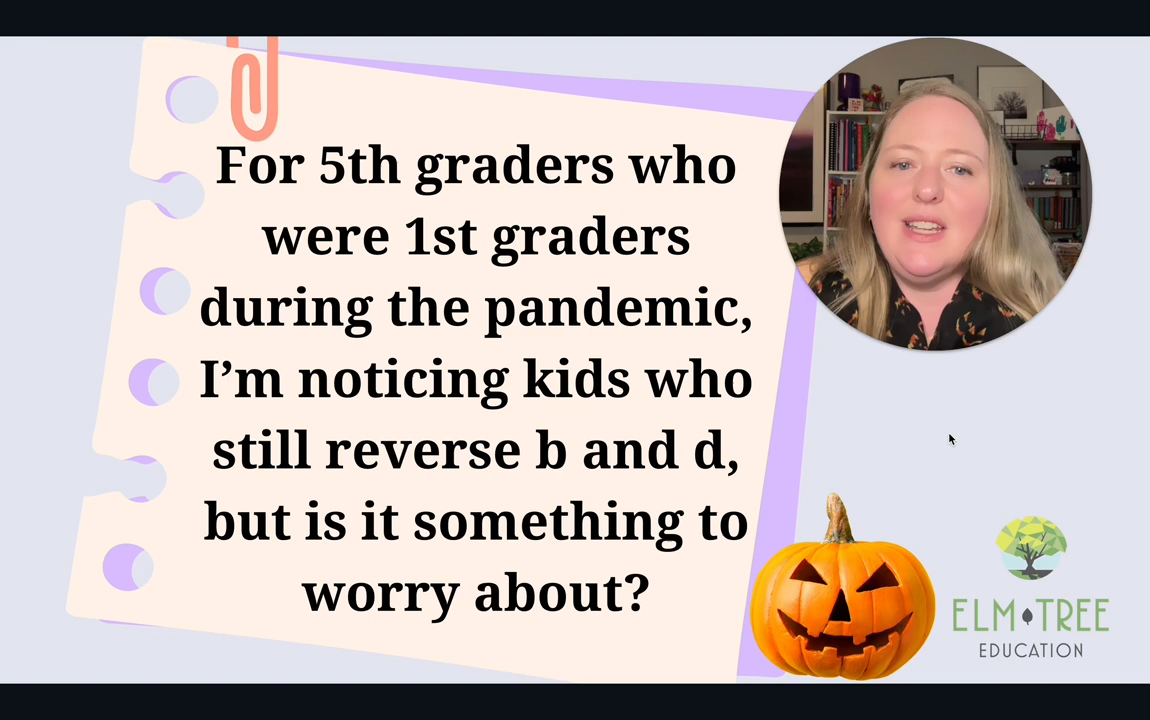 For 5th graders who
were 1st graders
during the pandemic,
I’m noticing kids who
still reverse b and d,
but is it something to
worry about?
ELM TREE
EDUCATION